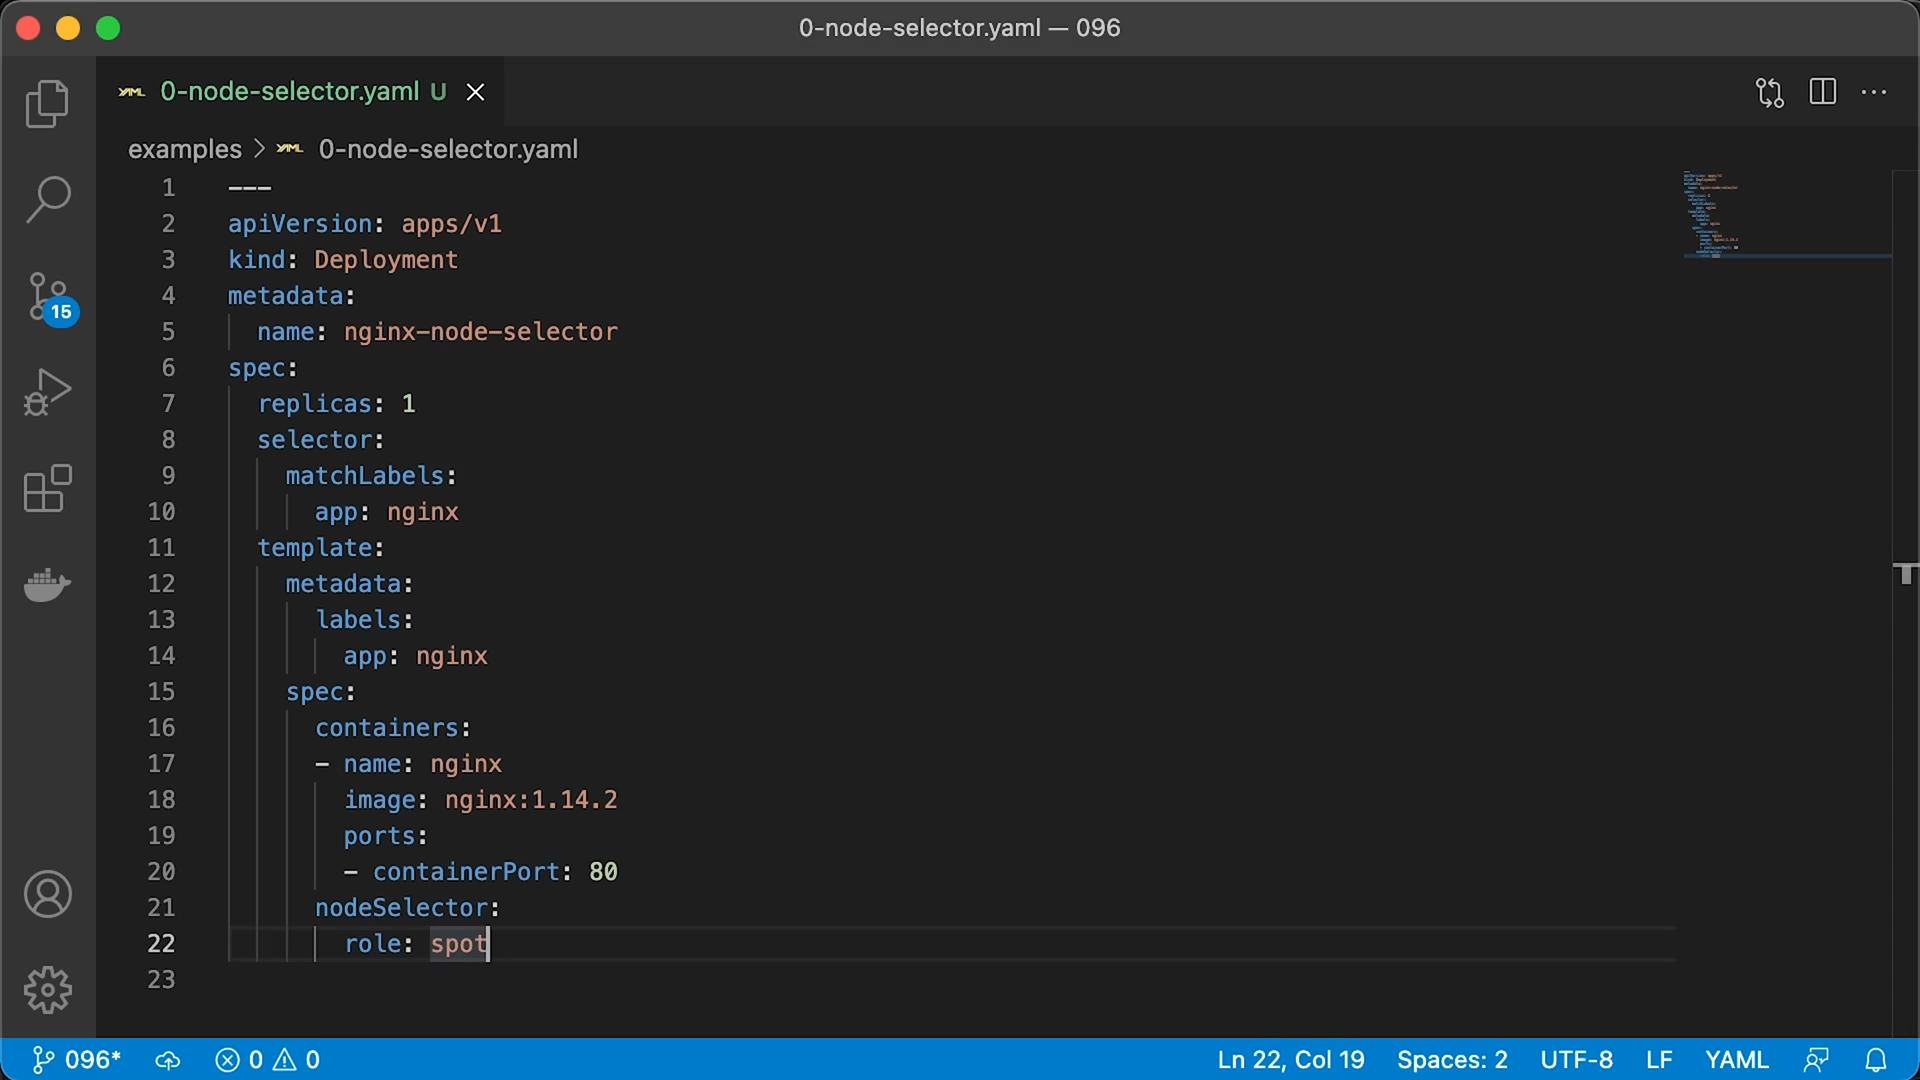 0-node-selector.yaml — 096
YAML 0-node-selector.yaml U
examples > YAML 0-node-selector.yaml
1 ---
2 apiVersion: apps/v1
3 kind: Deployment
4 metadata:
5   name: nginx-node-selector
6 spec:
7   replicas: 1
8   selector:
9     matchLabels:
10       app: nginx
11   template:
12     metadata:
13       labels:
14         app: nginx
15     spec:
16       containers:
17       - name: nginx
18         image: nginx:1.14.2
19         ports:
20         - containerPort: 80
21       nodeSelector:
22         role: spot
23
15
096* 0 0 Ln 22, Col 19 Spaces: 2 UTF-8 LF YAML